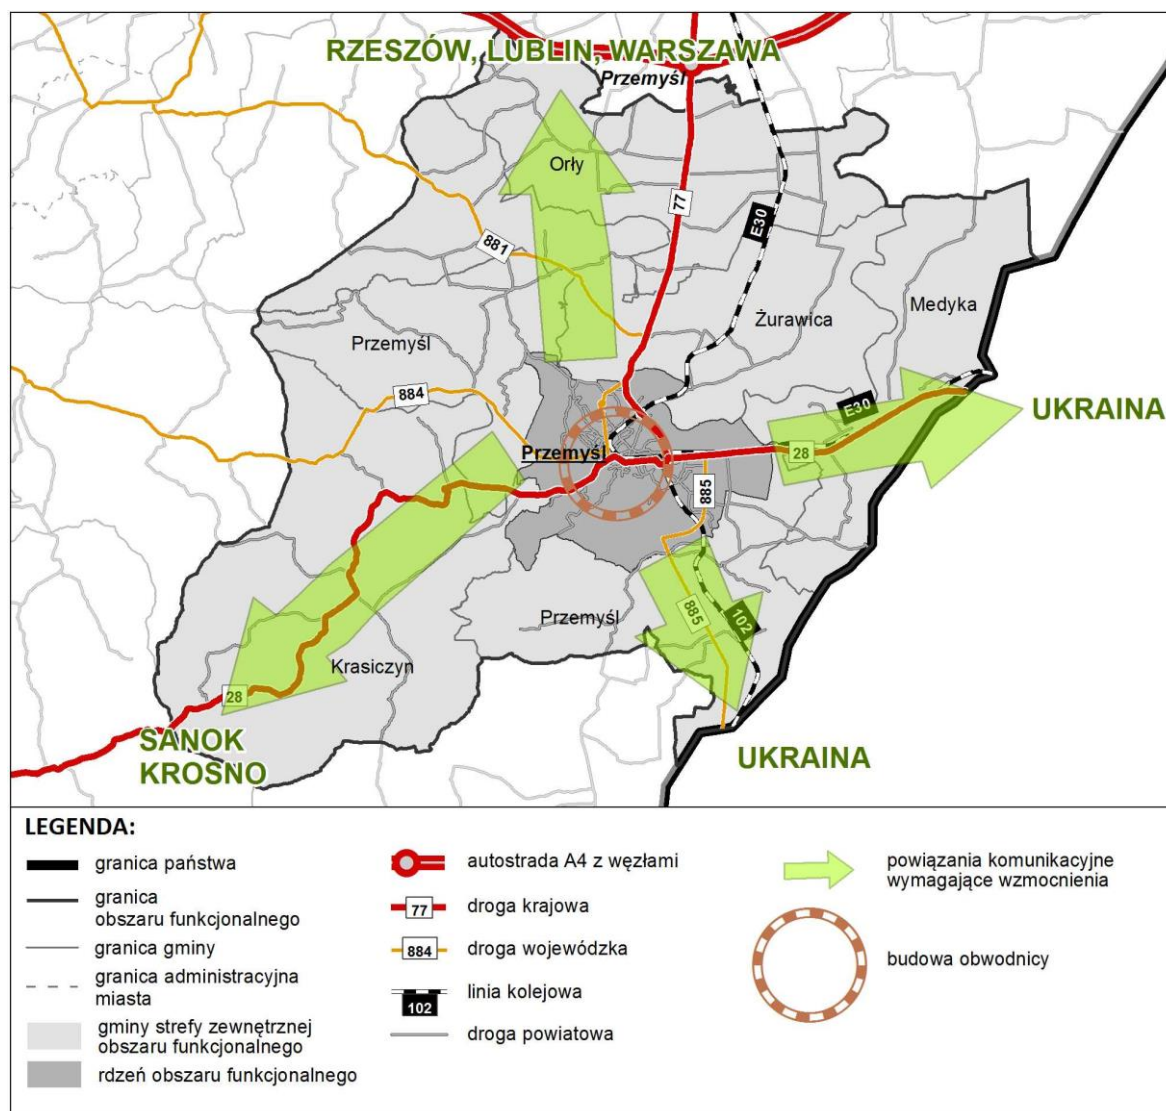 RZESZÓW, LUBLIN, WARSZAWA
Przemyśl
Orły
77
E30
881
Medyka
Żurawica
Przemyśl
884
E30
UKRAINA
Przemyśl
28
885
102
885
Przemyśl
Krasiczyn
28
SANOK
KROSNO
UKRAINA
LEGENDA:
granica państwa
granica
obszaru funkcjonalnego
granica gminy
granica administracyjna
miasta
gminy strefy zewnętrznej
obszaru funkcjonalnego
rdzeń obszaru funkcjonalnego
autostrada A4 z węzłami
77
droga krajowa
884
droga wojewódzka
102
linia kolejowa
droga powiatowa
powiązania komunikacyjne
wymagające wzmocnienia
budowa obwodnicy